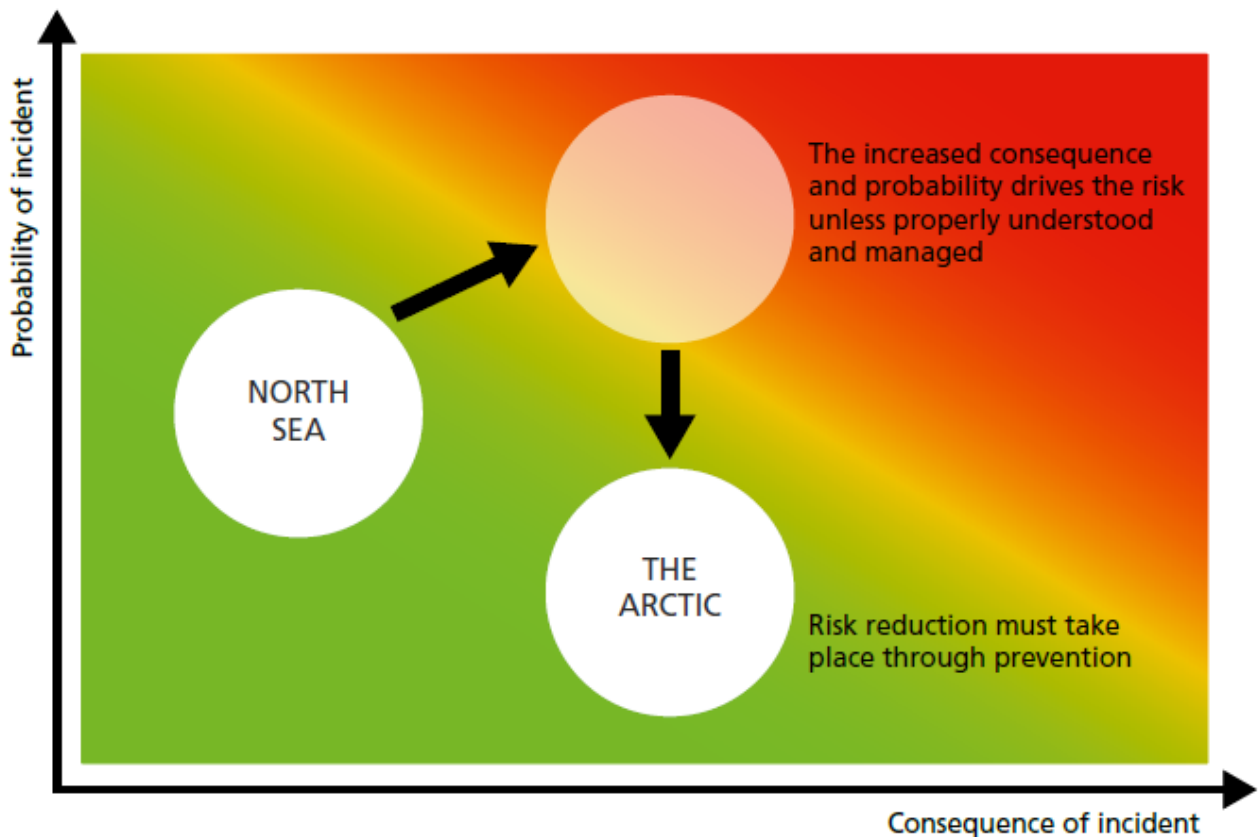 Probability of incident
The increased consequence
and probability drives the risk
unless properly understood
and managed
NORTH
SEA
THE
ARCTIC
Risk reduction must take
place through prevention
Consequence of incident